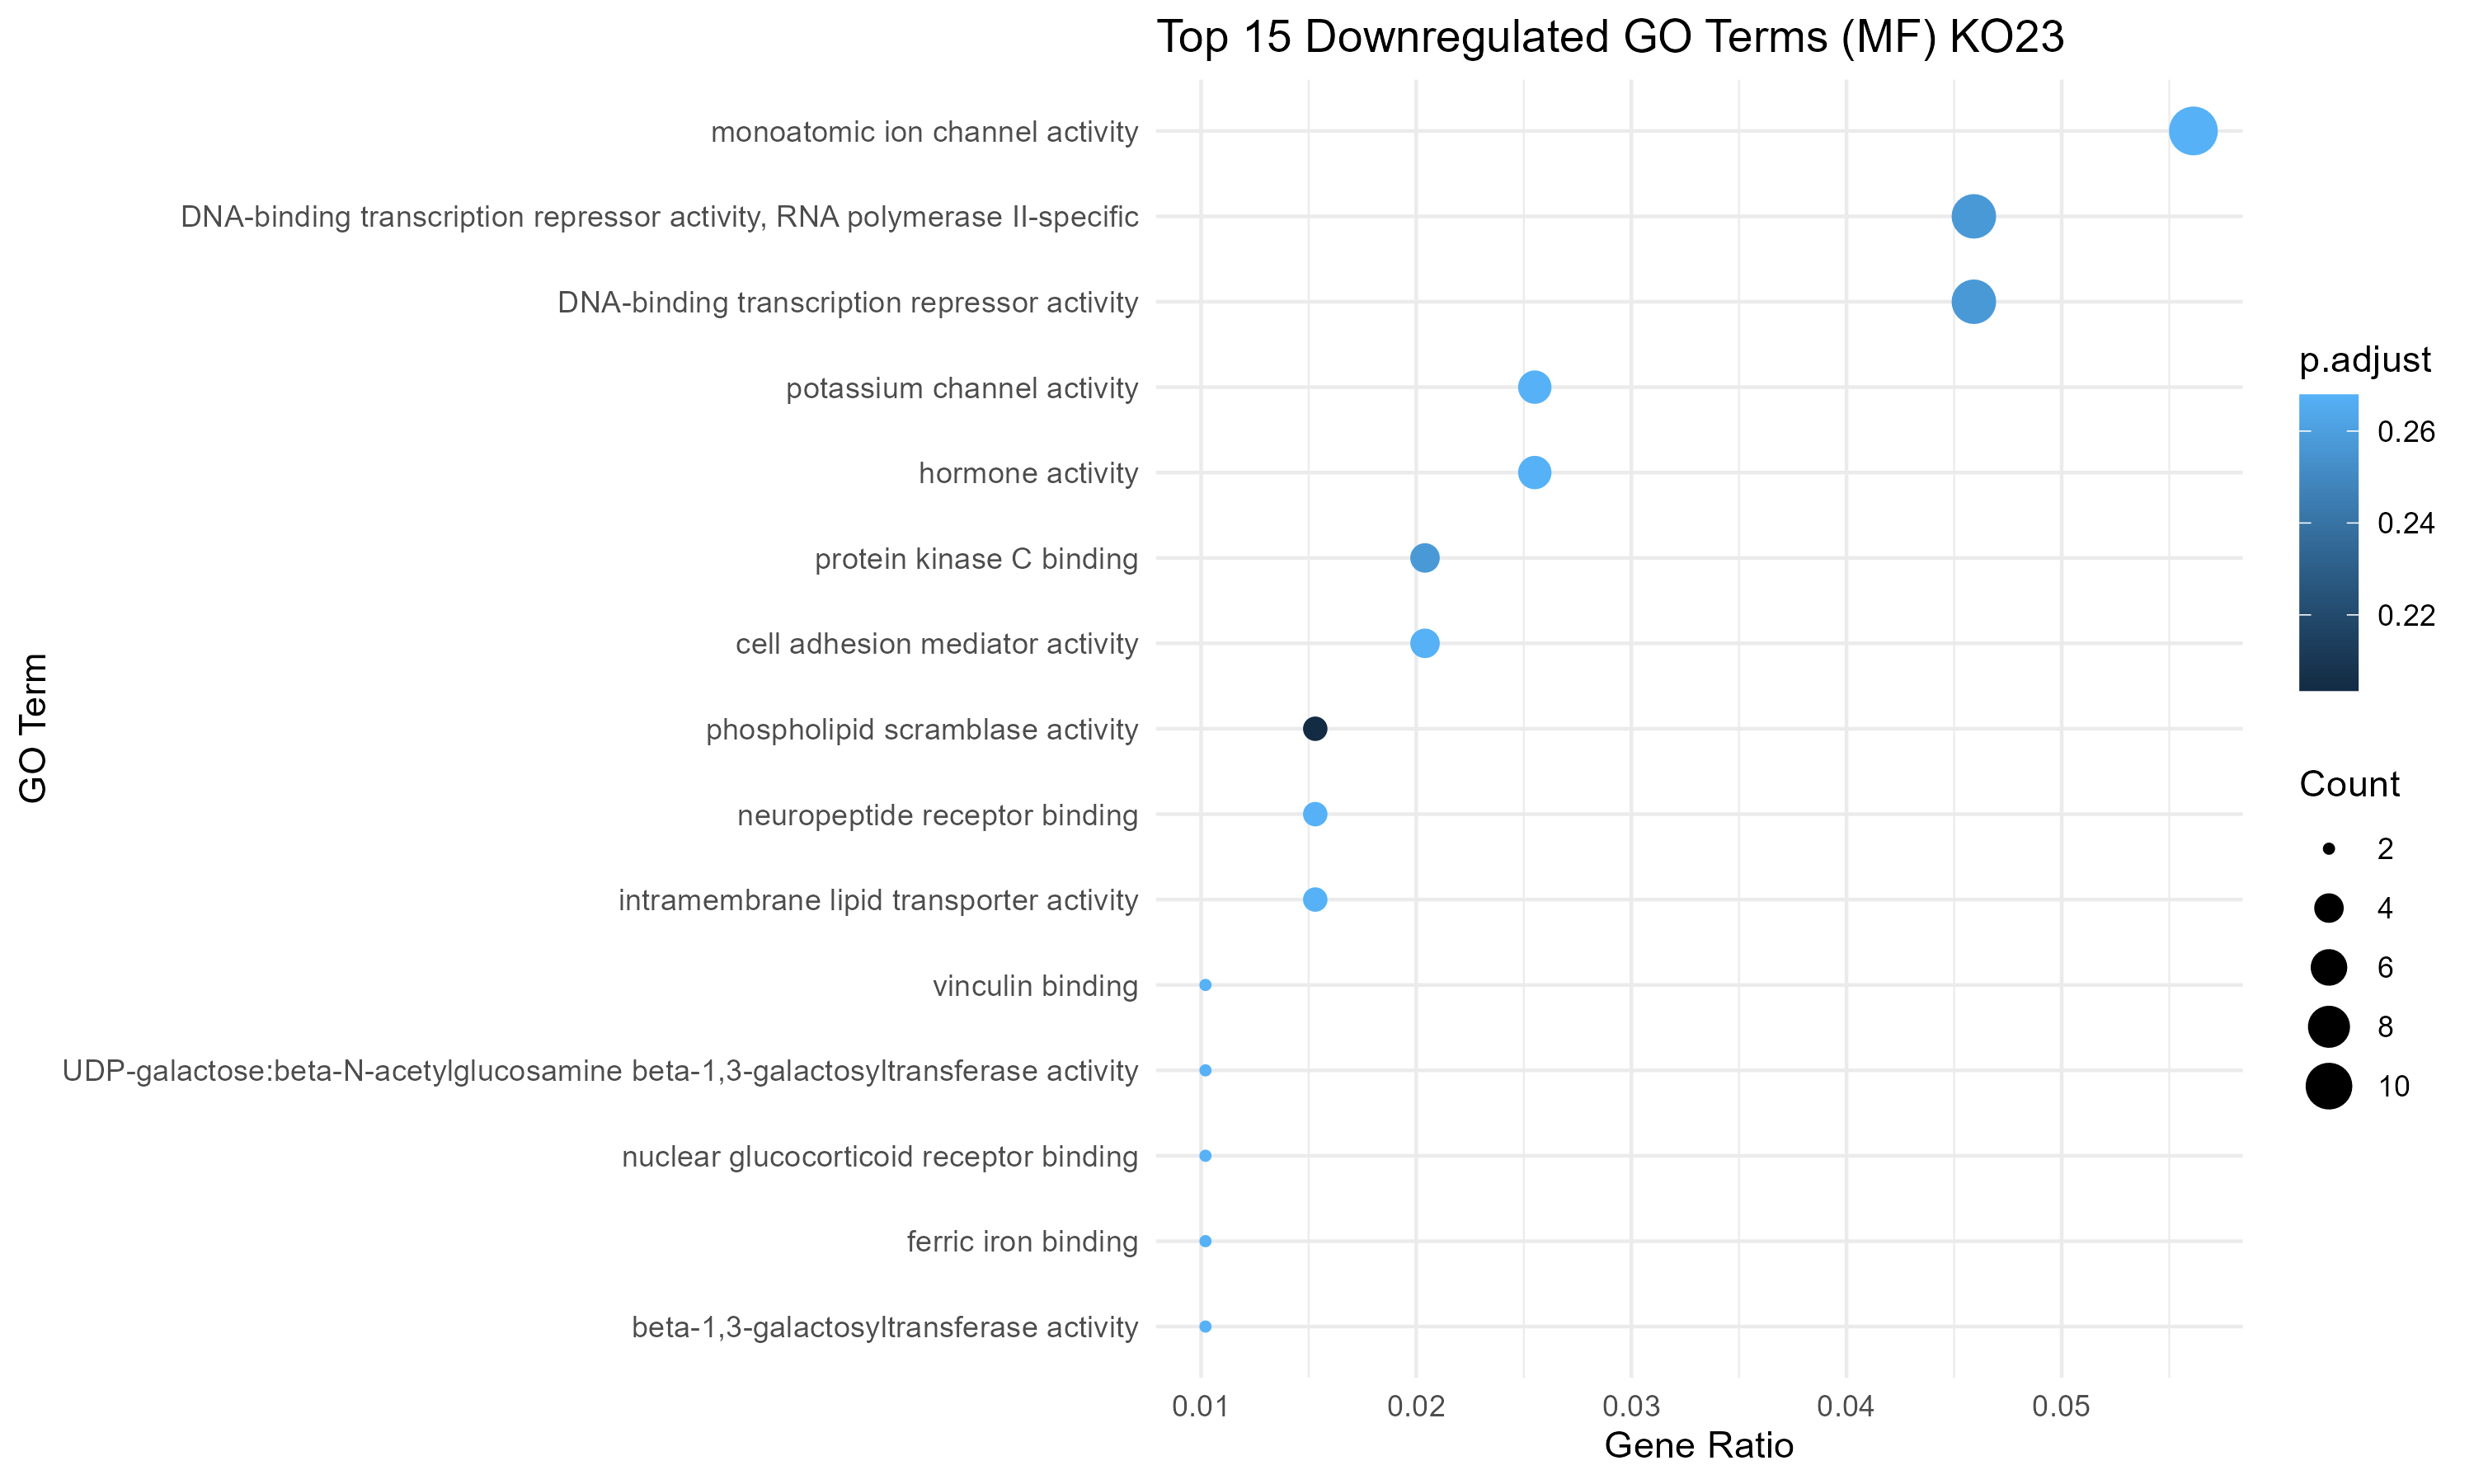 Top 15 Downregulated GO Terms (MF) KO23
monoatomic ion channel activity
DNA-binding transcription repressor activity, RNA polymerase II-specific
DNA-binding transcription repressor activity
potassium channel activity
hormone activity
protein kinase C binding
cell adhesion mediator activity
phospholipid scramblase activity
neuropeptide receptor binding
intramembrane lipid transporter activity
vinculin binding
UDP-galactose:beta-N-acetylglucosamine beta-1,3-galactosyltransferase activity
nuclear glucocorticoid receptor binding
ferric iron binding
beta-1,3-galactosyltransferase activity
GO Term
0.01 0.02 0.03 0.04 0.05
Gene Ratio
p.adjust
0.26
0.24
0.22
Count
2
4
6
8
10